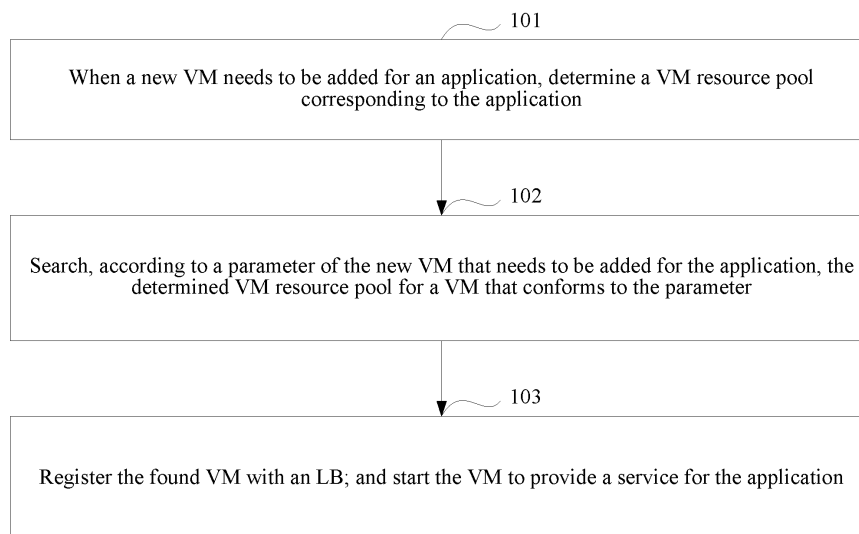 101
When a new VM needs to be added for an application, determine a VM resource pool
corresponding to the application
102
Search, according to a parameter of the new VM that needs to be added for the application, the
determined VM resource pool for a VM that conforms to the parameter
103
Register the found VM with an LB; and start the VM to provide a service for the application